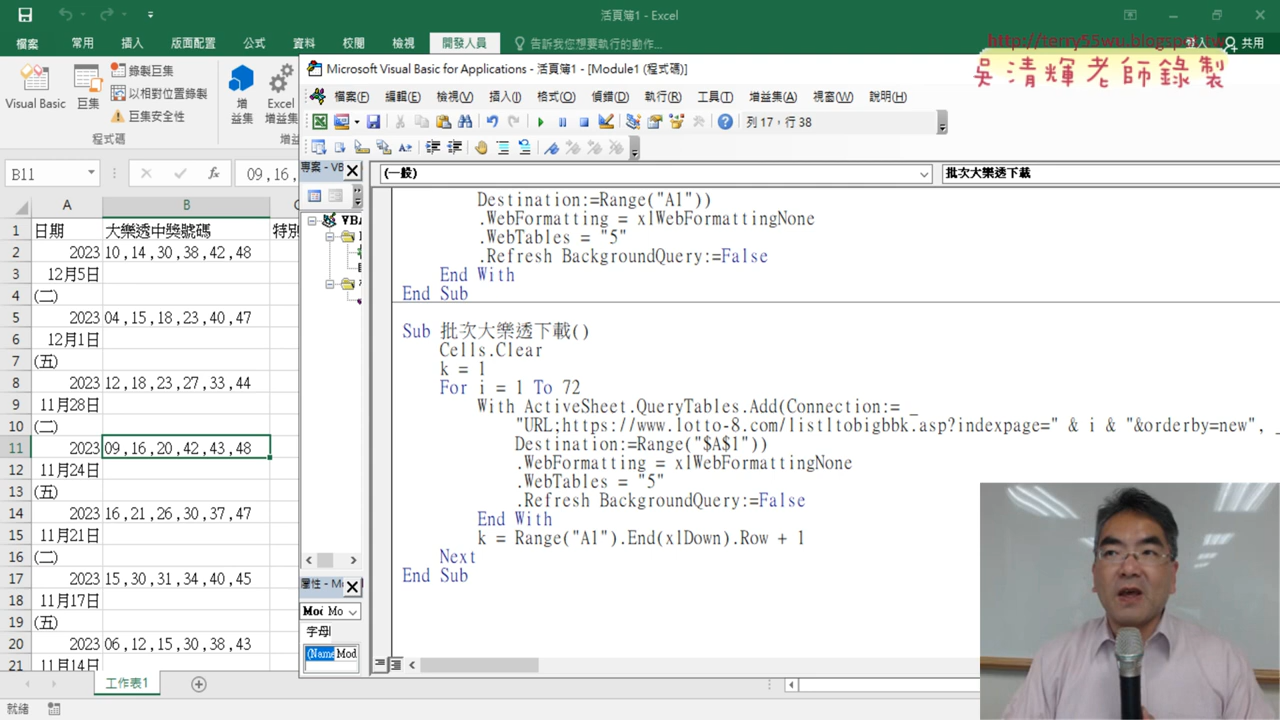 活頁簿1 - Excel
檔案 常用 插入 版面配置 公式 資料 校閱 檢視 開發人員 告訴我您想要執行的功能... 登入 共用
http://terry55wu.blogspot.tw
吳清輝老師錄製
Visual Basic
巨集
錄製巨集
以相對位置錄製
巨集安全性
增
益集
Excel
增益集
程式碼
Microsoft Visual Basic for Applications - 活頁簿1 - [Module1 (程式碼)]
檔案(F) 編輯(E) 檢視(V) 插入(I) 格式(O) 偵錯(D) 執行(R) 工具(T) 增益集(A) 視窗(W) 說明(H)
列 17，行 38
B11
fx
09,16,
專案 - VB
(一般)
批次大樂透下載
A B C
1 日期 大樂透中獎號碼 特別
2 2023 10,14,30,38,42,48
3 12月5日
4 (二)
5 2023 04,15,18,23,40,47
6 12月1日
7 (五)
8 2023 12,18,23,27,33,44
9 11月28日
10 (二)
11 2023 09,16,20,42,43,48
12 11月24日
13 (五)
14 2023 16,21,26,30,37,47
15 11月21日
16 (二)
17 2023 15,30,31,34,40,45
18 11月17日
19 (五)
20 2023 06,12,15,30,38,43
21 11月14日
Destination:=Range("A1"))
.WebFormatting = xlWebFormattingNone
.WebTables = "5"
.Refresh BackgroundQuery:=False
End With
End Sub
Sub 批次大樂透下載()
Cells.Clear
k = 1
For i = 1 To 72
With ActiveSheet.QueryTables.Add(Connection:= _
"URL;https://www.lotto-8.com/listltobigbbk.asp?indexpage=" & i & "&orderby=new", _
Destination:=Range("$A$1"))
.WebFormatting = xlWebFormattingNone
.WebTables = "5"
.Refresh BackgroundQuery:=False
End With
k = Range("A1").End(xlDown).Row + 1
Next
End Sub
屬性 - Mo
Mod Mo
字母
(Name Mod
工作表1
就緒